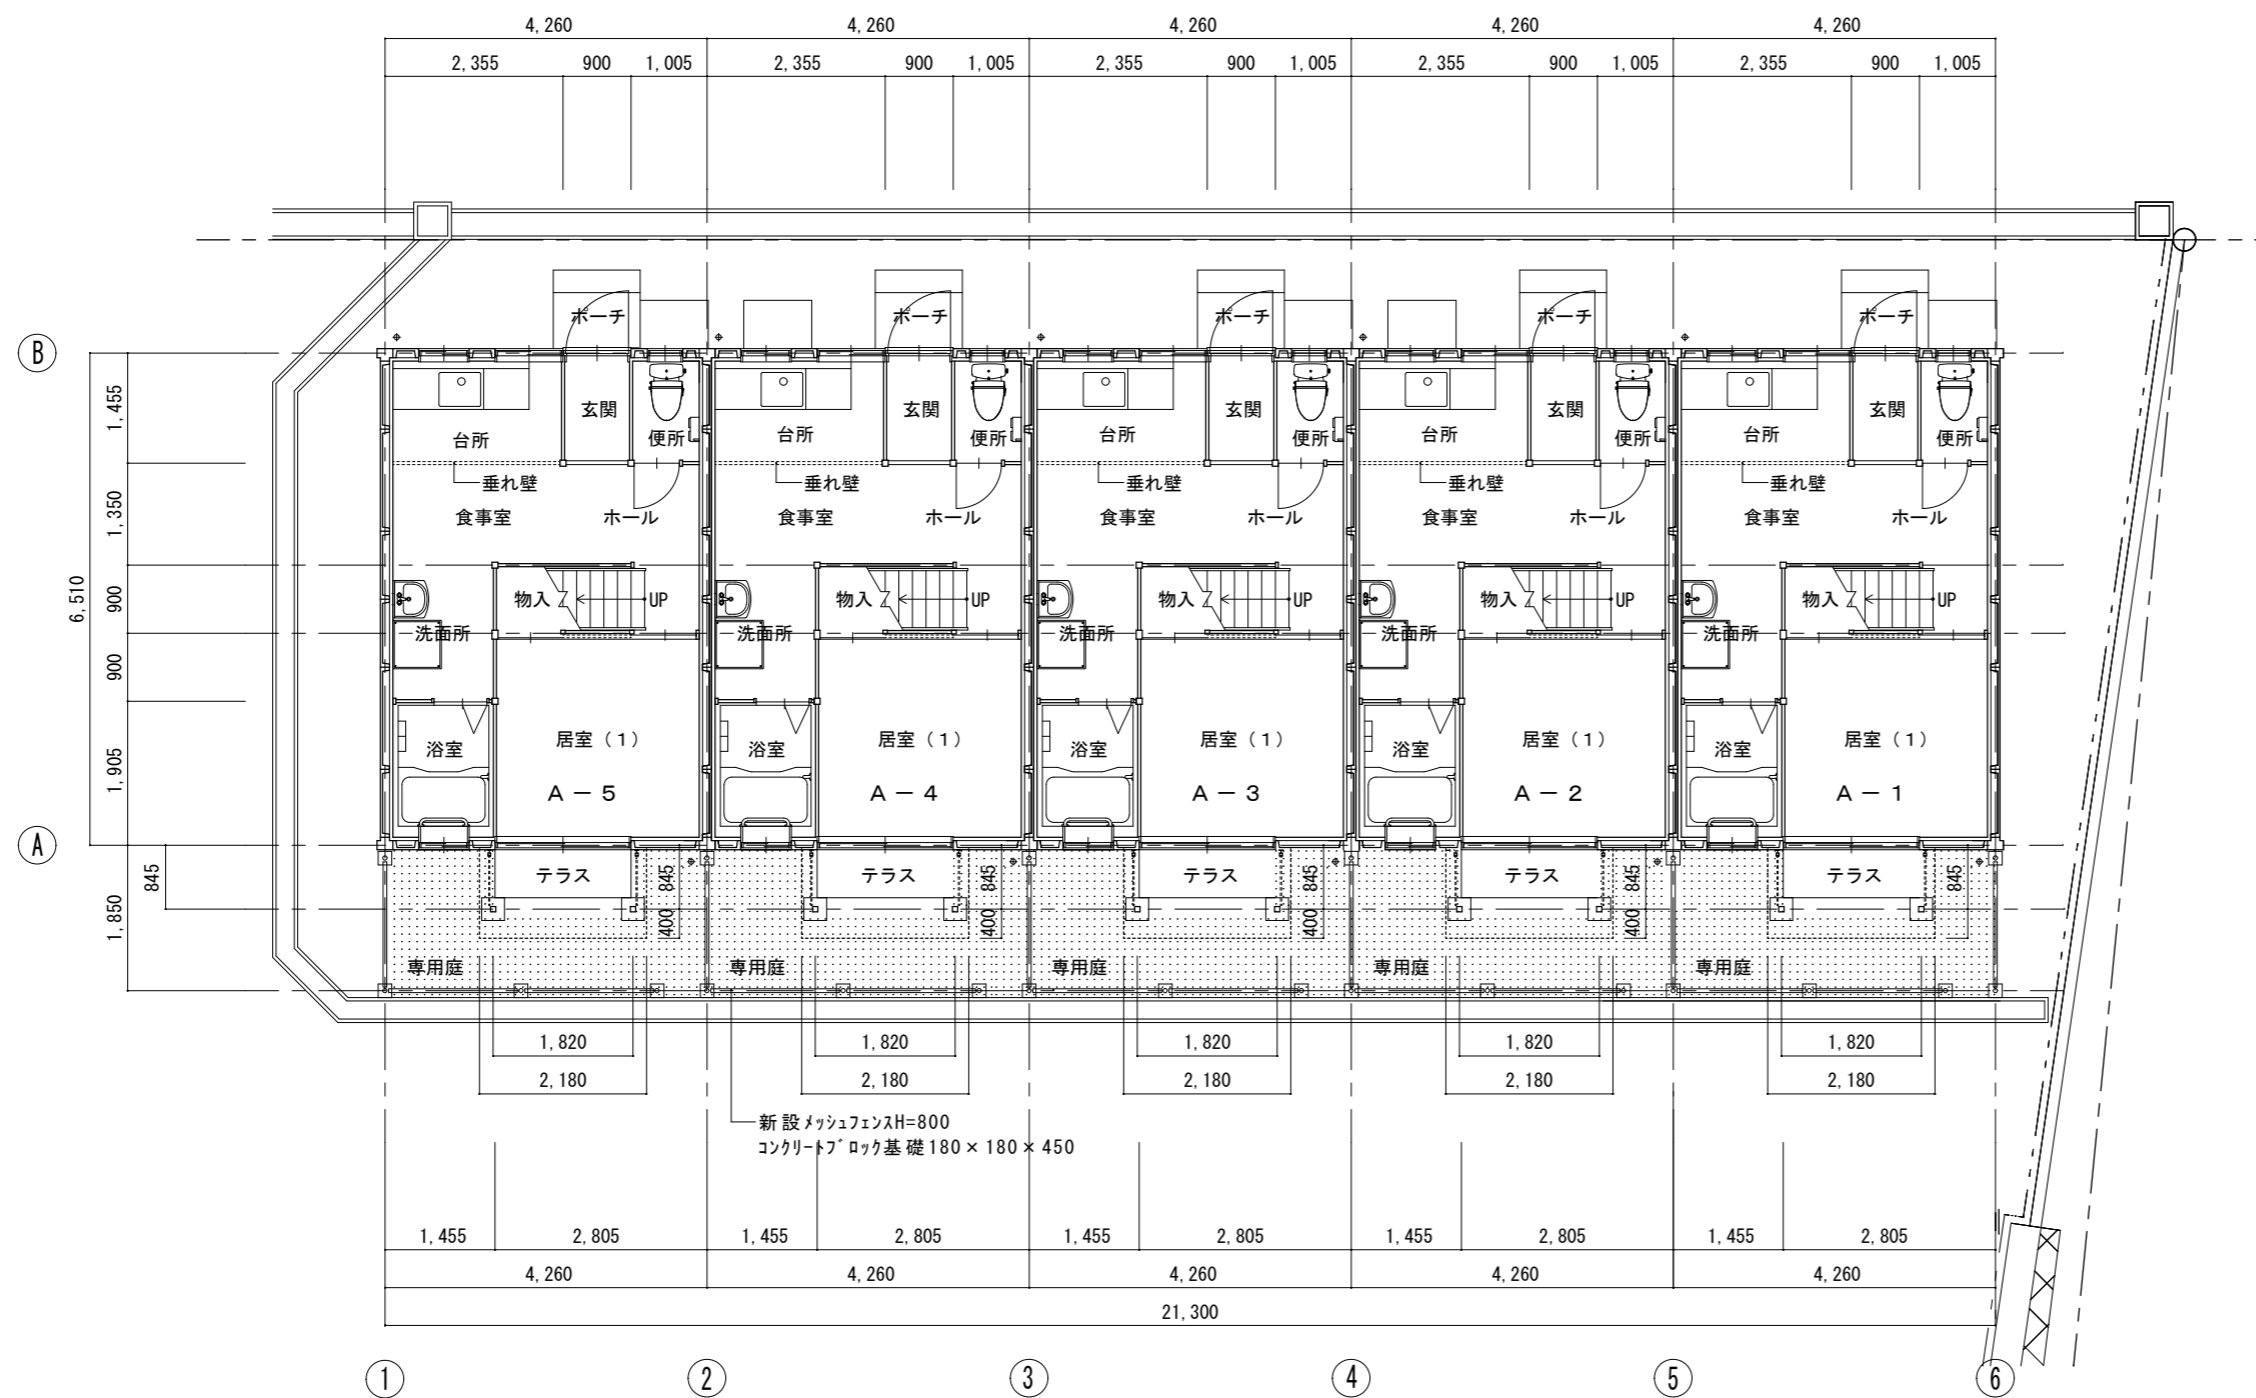 4,260 4,260 4,260 4,260 4,260
2,355 900 1,005 2,355 900 1,005 2,355 900 1,005 2,355 900 1,005 2,355 900 1,005
ポーチ ポーチ ポーチ ポーチ ポーチ
B
1,455
玄関 玄関 玄関 玄関 玄関
台所 便所 台所 便所 台所 便所 台所 便所 台所 便所
垂れ壁 垂れ壁 垂れ壁 垂れ壁 垂れ壁
1,350
食事室 ホール 食事室 ホール 食事室 ホール 食事室 ホール 食事室 ホール
6,510
900
物入 UP 物入 UP 物入 UP 物入 UP 物入 UP
洗面所 洗面所 洗面所 洗面所 洗面所
900
居室（1） 居室（1） 居室（1） 居室（1） 居室（1）
浴室 浴室 浴室 浴室 浴室
1,905
A－5 A－4 A－3 A－2 A－1
A
845
テラス 845 テラス 845 テラス 845 テラス 845 テラス 845
1,850
400 400 400 400
専用庭 専用庭 専用庭 専用庭 専用庭
1,820 1,820 1,820 1,820 1,820
2,180 2,180 2,180 2,180 2,180
新設メッシュフェンスH=800
コンクリートブロック基礎180×180×450
1,455 2,805 1,455 2,805 1,455 2,805 1,455 2,805 1,455 2,805
4,260 4,260 4,260 4,260 4,260
21,300
1 2 3 4 5 6